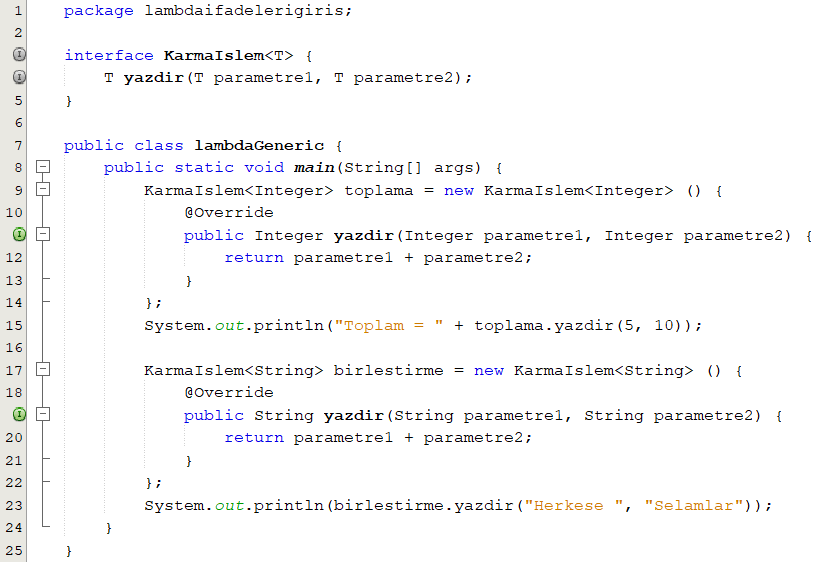 1 package lambdaifadelerigiris;
2
interface KarmaIslem<T> {
T yazdir(T parametre1, T parametre2);
5 }
6
7 public class lambdaGeneric {
8 public static void main(String[] args) {
9 KarmaIslem<Integer> toplama = new KarmaIslem<Integer> () {
10 @Override
public Integer yazdir(Integer parametre1, Integer parametre2) {
12 return parametre1 + parametre2;
13 }
14 };
15 System.out.println("Toplam = " + toplama.yazdir(5, 10));
16
17 KarmaIslem<String> birlestirme = new KarmaIslem<String> () {
18 @Override
public String yazdir(String parametre1, String parametre2) {
20 return parametre1 + parametre2;
21 }
22 };
23 System.out.println(birlestirme.yazdir("Herkese ", "Selamlar"));
24 }
25 }